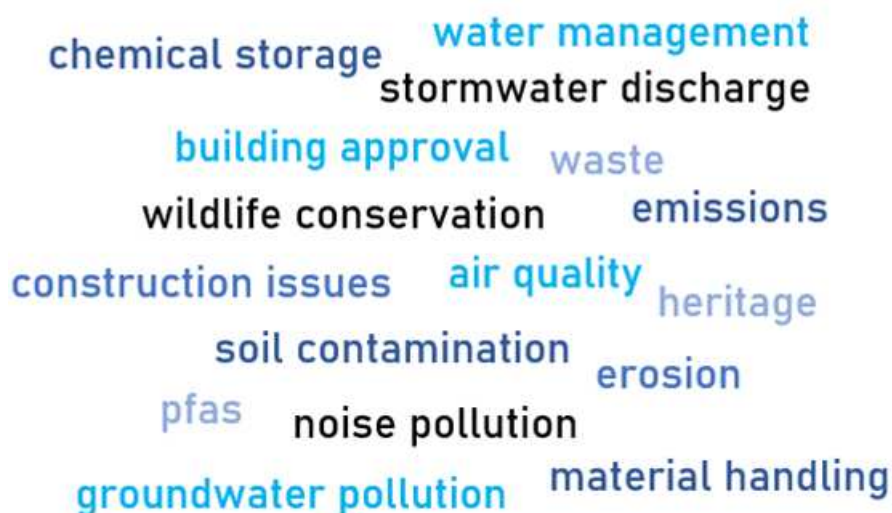 water management
chemical storage
stormwater discharge
building approval
waste
wildlife conservation
emissions
construction issues
air quality
heritage
soil contamination
erosion
pfas
noise pollution
material handling
groundwater pollution